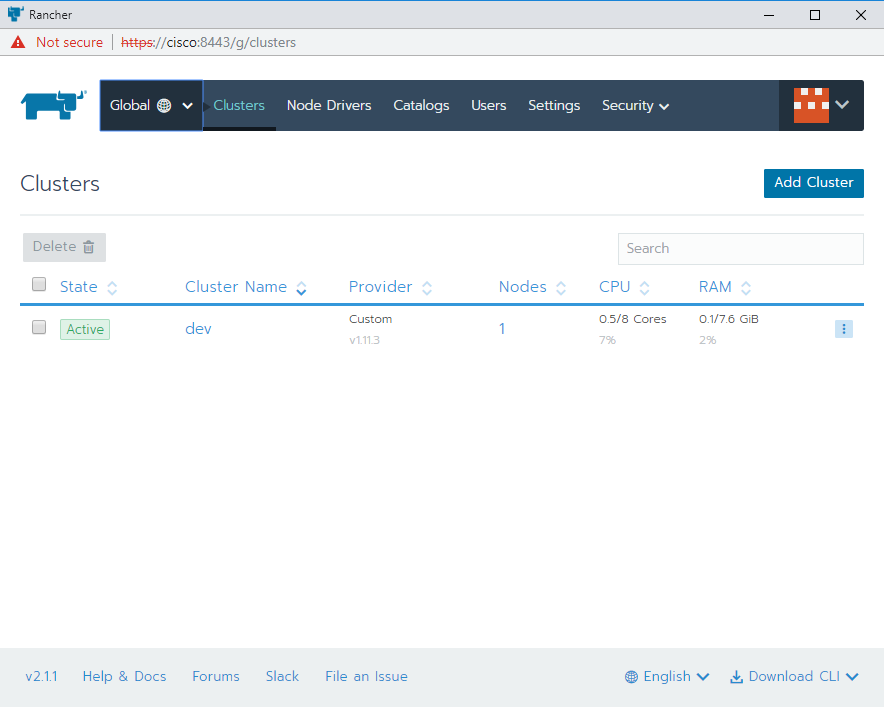 Rancher
Not secure https://cisco:8443/g/clusters
Global Clusters Node Drivers Catalogs Users Settings Security
Clusters
Add Cluster
Delete
Search
State Cluster Name Provider Nodes CPU RAM
Active dev Custom 1 0.5/8 Cores 0.1/7.6 GiB
v1.11.3 7% 2%
v2.1.1 Help & Docs Forums Slack File an Issue English Download CLI